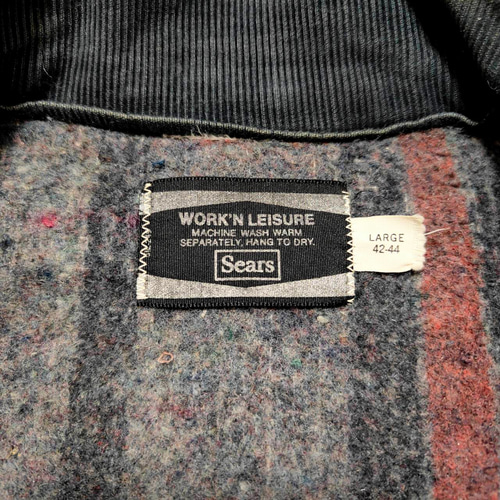 WORK'N LEISURE
MACHINE WASH WARM
SEPARATELY, HANG TO DRY.
Sears
LARGE
42-44